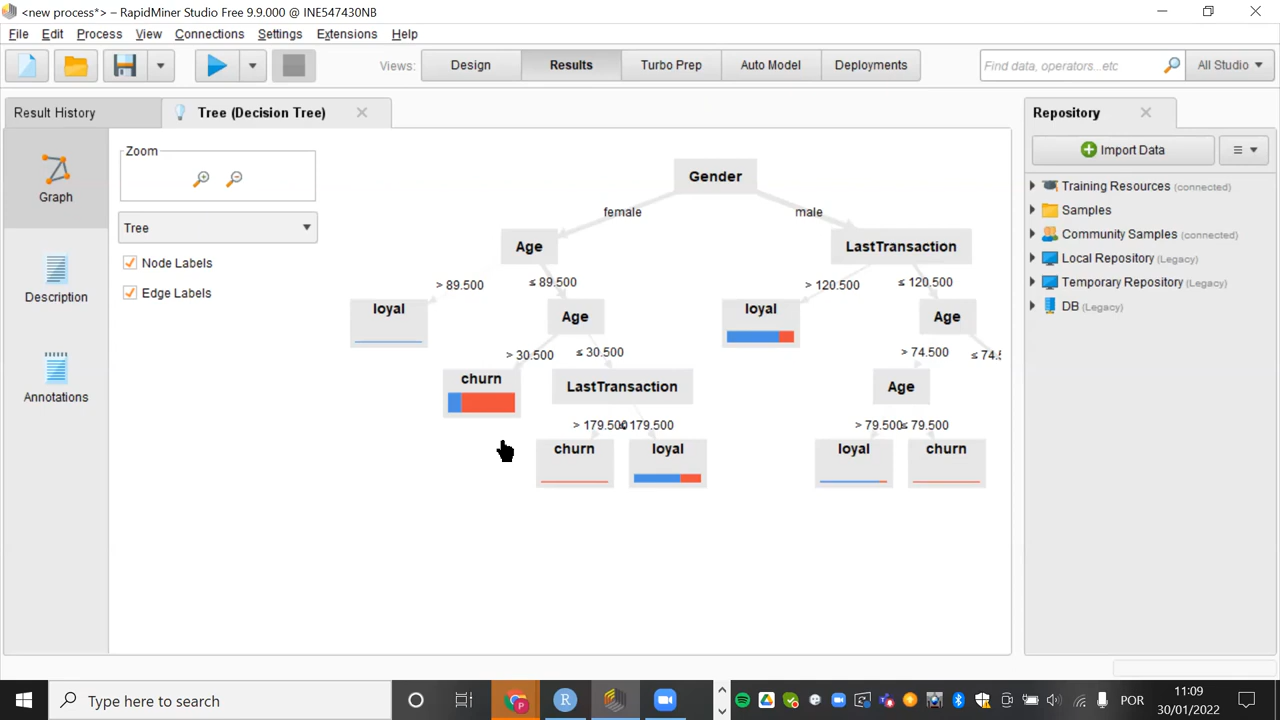 <new process*> – RapidMiner Studio Free 9.9.000 @ INE547430NB
File Edit Process View Connections Settings Extensions Help
Views: Design Results Turbo Prep Auto Model Deployments Find data, operators...etc All Studio
Result History
Tree (Decision Tree)
Repository
Import Data
Training Resources (connected)
Samples
Community Samples (connected)
Local Repository (Legacy)
Temporary Repository (Legacy)
DB (Legacy)
Graph
Description
Annotations
Zoom
Tree
Node Labels
Edge Labels
Gender
female male
Age LastTransaction
> 89.500 ≤ 89.500 > 120.500 ≤ 120.500
loyal Age loyal Age
> 30.500 ≤ 30.500 > 74.500 ≤ 74.5
churn LastTransaction Age
> 179.500 ≤ 179.500 > 79.500 ≤ 79.500
churn loyal loyal churn
Type here to search
POR
11:09
30/01/2022